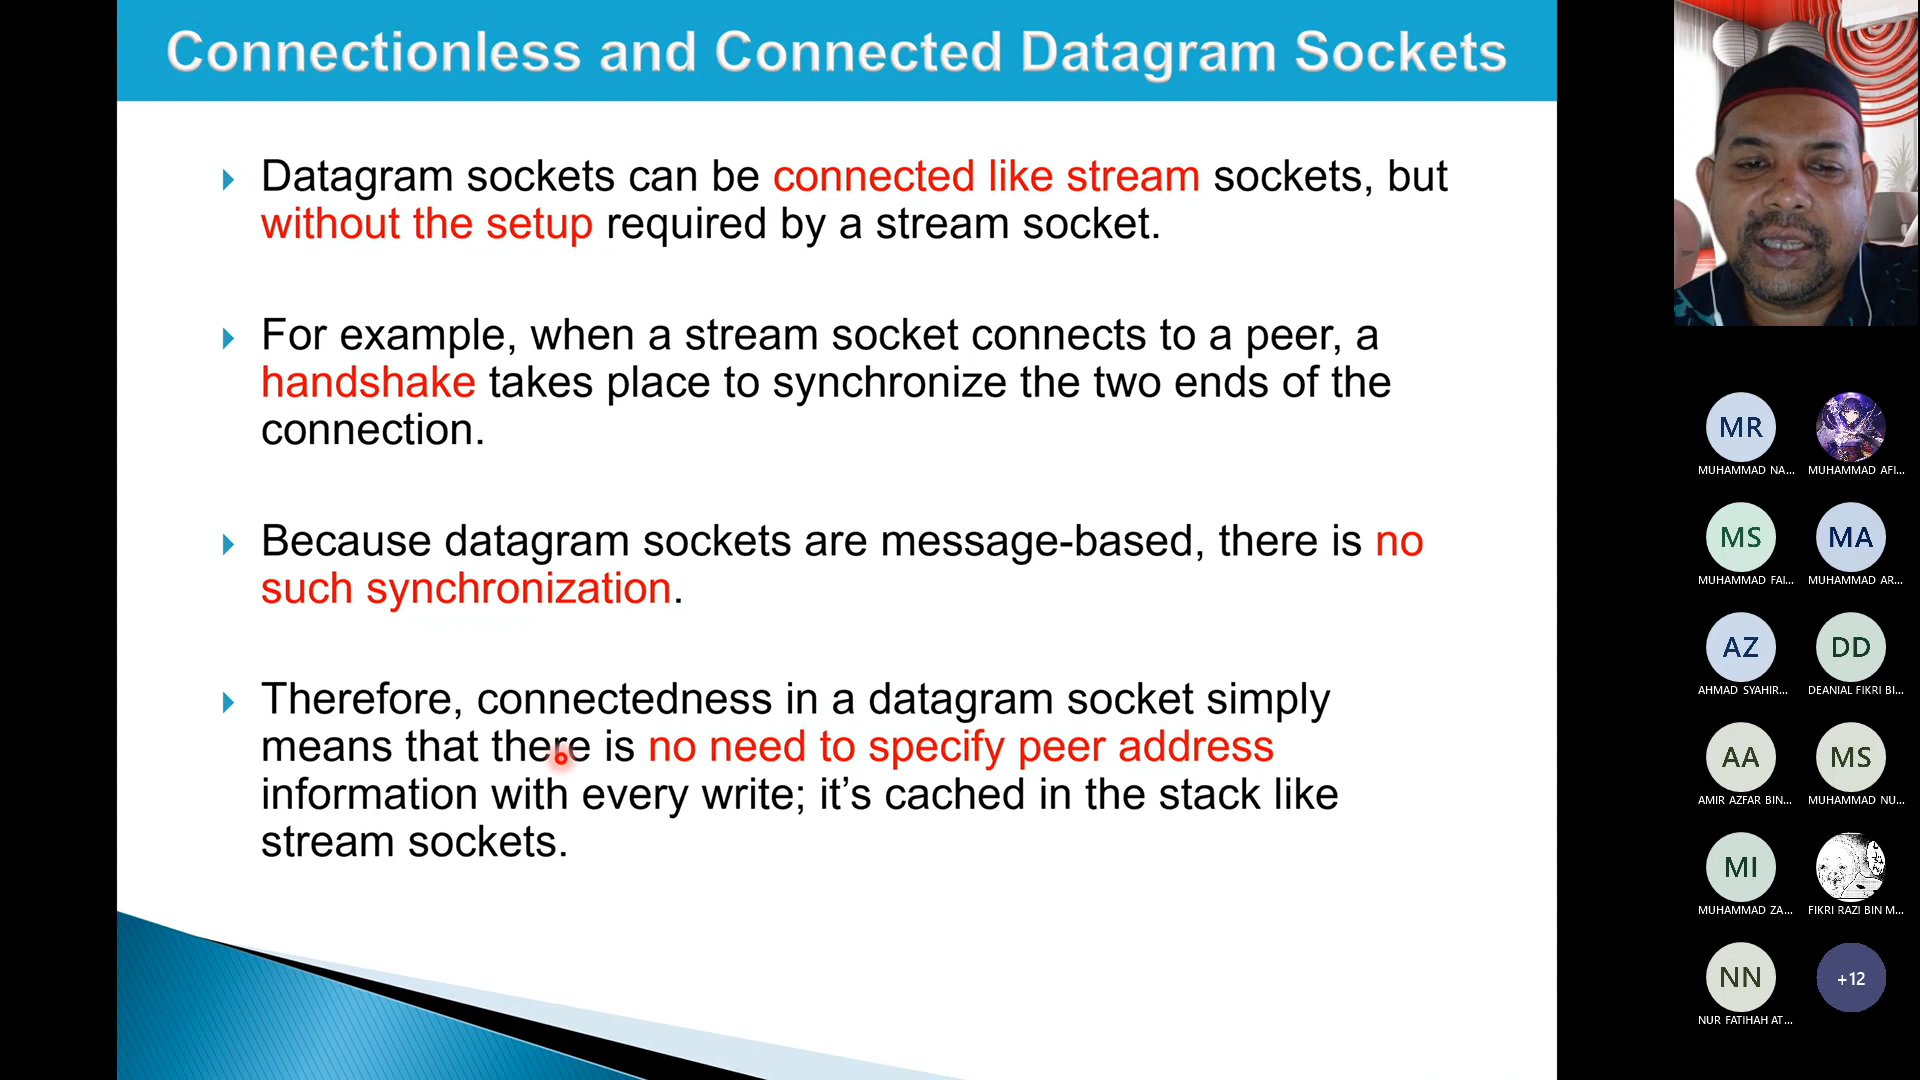 Connectionless and Connected Datagram Sockets
Datagram sockets can be connected like stream sockets, but
without the setup required by a stream socket.
For example, when a stream socket connects to a peer, a
handshake takes place to synchronize the two ends of the
connection.
Because datagram sockets are message-based, there is no
such synchronization.
Therefore, connectedness in a datagram socket simply
means that there is no need to specify peer address
information with every write; it’s cached in the stack like
stream sockets.
MR
MUHAMMAD NA...
MUHAMMAD AFI...
MS
MA
MUHAMMAD FAI...
MUHAMMAD AR...
AZ
DD
AHMAD SYAHIR...
DEANIAL FIKRI BI...
AA
MS
AMIR AZFAR BIN...
MUHAMMAD NU...
MI
MUHAMMAD ZA...
FIKRI RAZI BIN M...
NN
+12
NUR FATIHAH AT...